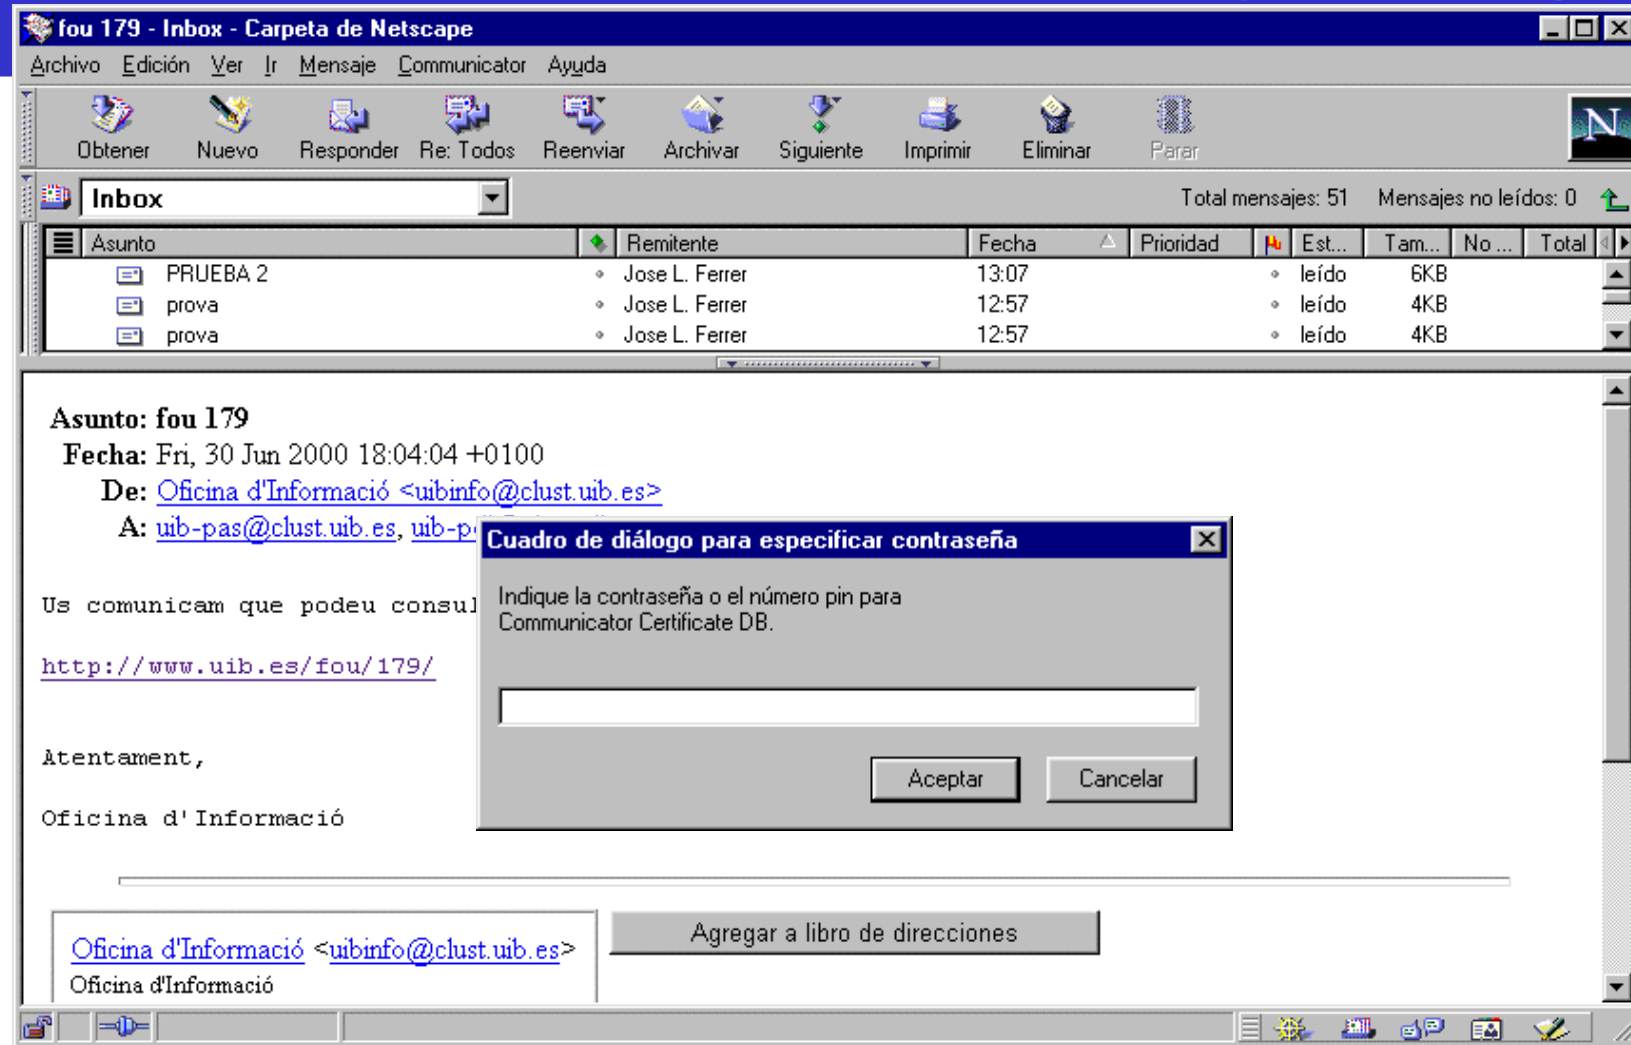 fou 179 - Inbox - Carpeta de Netscape
Archivo Edición Ver Ir Mensaje Communicator Ayuda
Obtener Nuevo Responder Re: Todos Reenviar Archivar Siguiente Imprimir Eliminar Parar
N
Inbox Total mensajes: 51 Mensajes no leídos: 0
Asunto Remitente Fecha Prioridad Est... Tam... No ... Total
PRUEBA 2 Jose L. Ferrer 13:07 leído 6KB
prova Jose L. Ferrer 12:57 leído 4KB
prova Jose L. Ferrer 12:57 leído 4KB
Asunto: fou 179
Fecha: Fri, 30 Jun 2000 18:04:04 +0100
De: Oficina d'Informació <uibinfo@clust.uib.es>
A: uib-pas@clust.uib.es, uib-p
Cuadro de diálogo para especificar contraseña
Indique la contraseña o el número pin para
Communicator Certificate DB.
Aceptar Cancelar
Us comunicam que podeu consul
http://www.uib.es/fou/179/
Atentament,
Oficina d'Informació
Oficina d'Informació <uibinfo@clust.uib.es>
Oficina d'Informació
Agregar a libro de direcciones